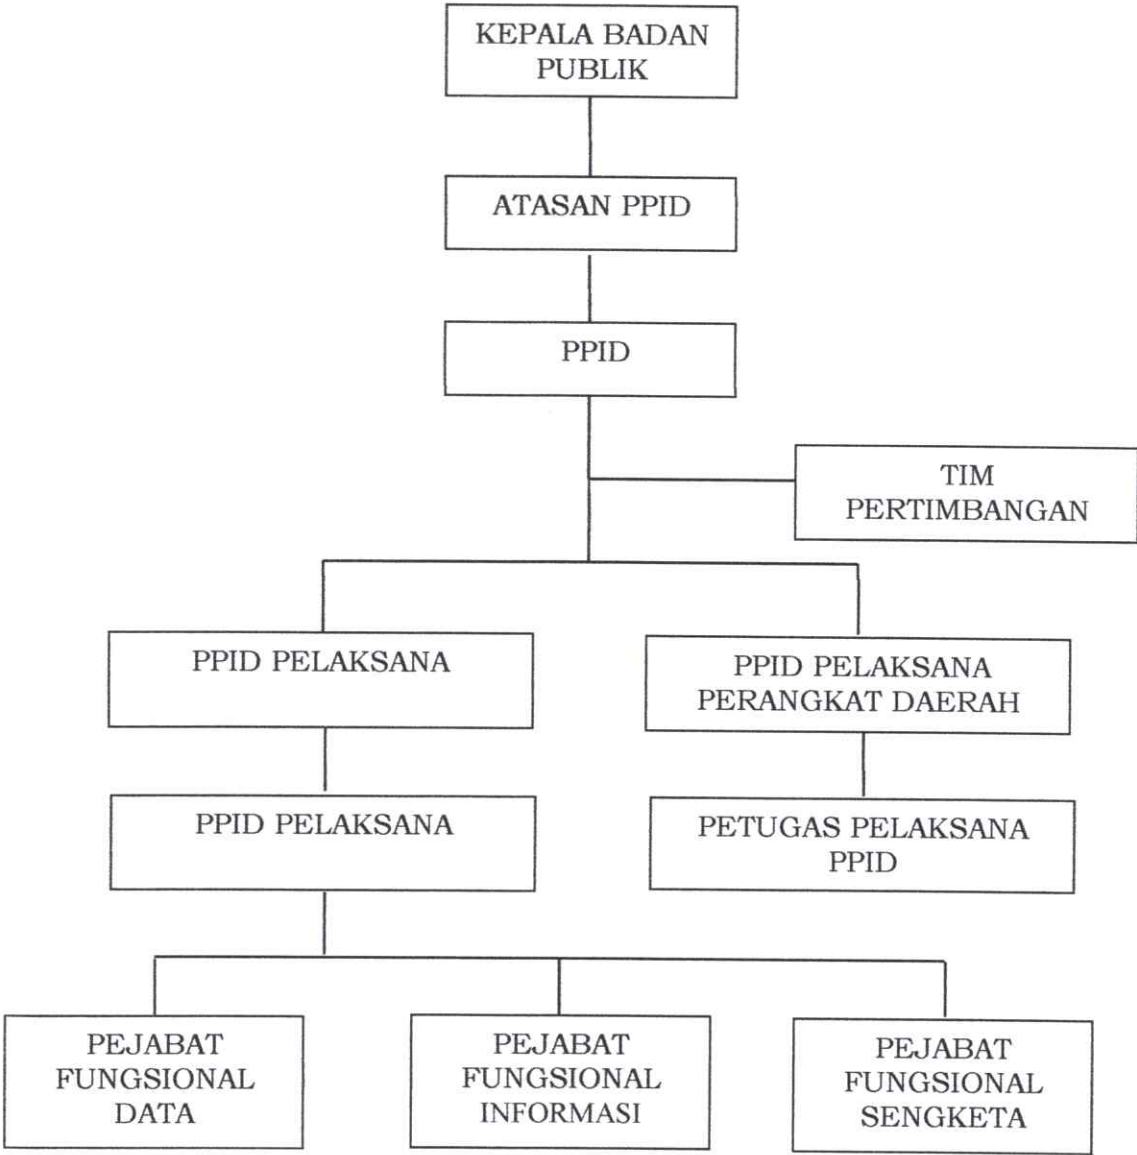 KEPALA BADAN
PUBLIK
ATASAN PPID
PPID
TIM
PERTIMBANGAN
PPID PELAKSANA
PPID PELAKSANA
PERANGKAT DAERAH
PPID PELAKSANA
PETUGAS PELAKSANA
PPID
PEJABAT
FUNGSIONAL
DATA
PEJABAT
FUNGSIONAL
INFORMASI
PEJABAT
FUNGSIONAL
SENGKETA